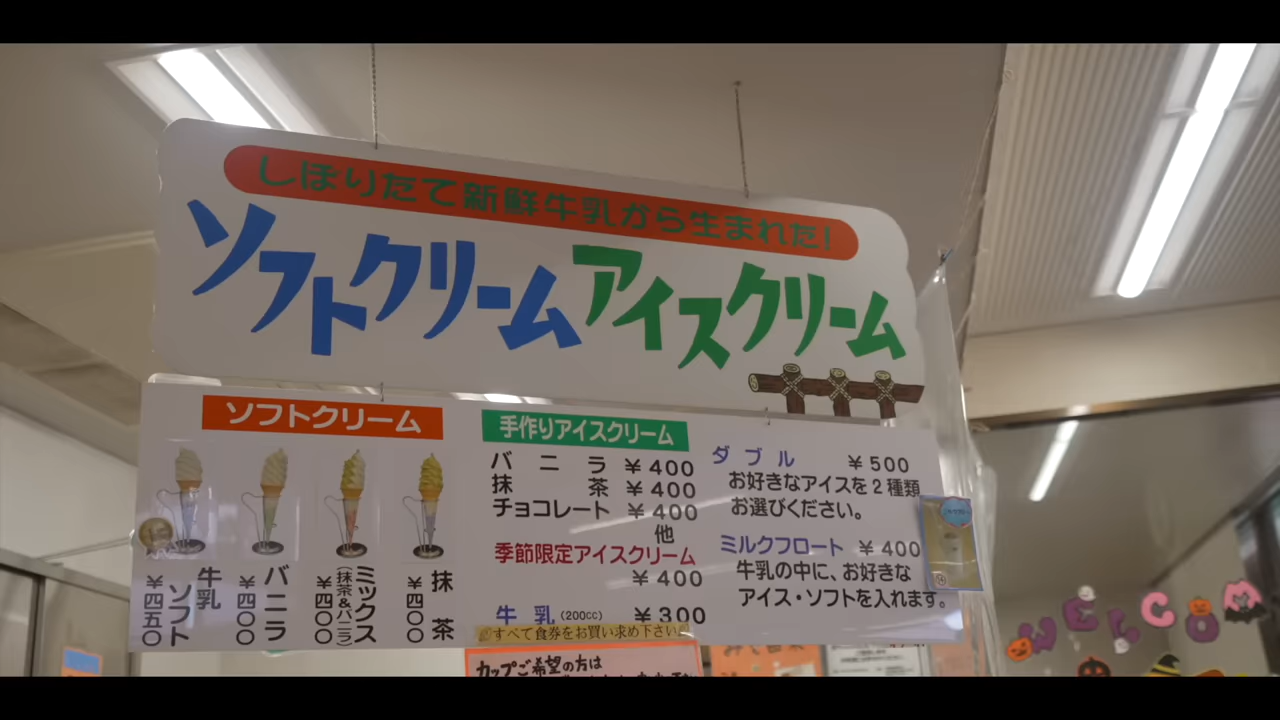 しぼりたて新鮮牛乳から生まれた!
ソフトクリームアイスクリーム
ソフトクリーム
牛乳ソフト
¥四五〇
バニラ
¥四〇〇
ミックス
(抹茶&バニラ)
¥四〇〇
抹茶
¥四〇〇
手作りアイスクリーム
バニラ ¥400
抹茶 ¥400
チョコレート ¥400
他
季節限定アイスクリーム
¥400
牛乳(200cc) ¥300
すべて食券をお買い求め下さい
ダブル ¥500
お好きなアイスを2種類
お選びください。
ミルクフロート ¥400
牛乳の中に、お好きな
アイス・ソフトを入れます。
カップご希望の方は
WELCOM